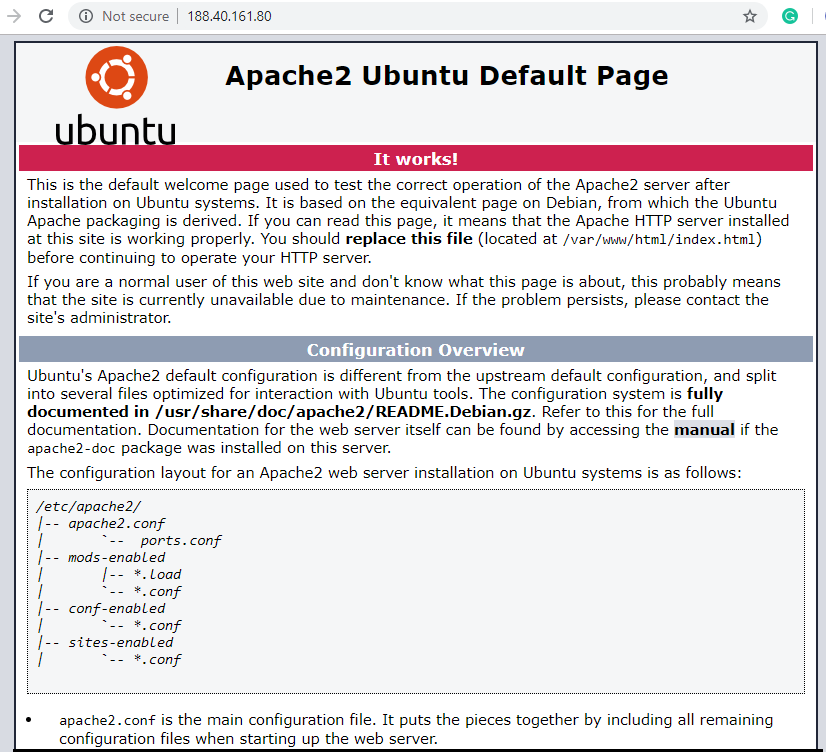 Not secure | 188.40.161.80
Apache2 Ubuntu Default Page
ubuntu
It works!
This is the default welcome page used to test the correct operation of the Apache2 server after
installation on Ubuntu systems. It is based on the equivalent page on Debian, from which the Ubuntu
Apache packaging is derived. If you can read this page, it means that the Apache HTTP server installed
at this site is working properly. You should replace this file (located at /var/www/html/index.html)
before continuing to operate your HTTP server.
If you are a normal user of this web site and don't know what this page is about, this probably means
that the site is currently unavailable due to maintenance. If the problem persists, please contact the
site's administrator.
Configuration Overview
Ubuntu's Apache2 default configuration is different from the upstream default configuration, and split
into several files optimized for interaction with Ubuntu tools. The configuration system is fully
documented in /usr/share/doc/apache2/README.Debian.gz. Refer to this for the full
documentation. Documentation for the web server itself can be found by accessing the manual if the
apache2-doc package was installed on this server.
The configuration layout for an Apache2 web server installation on Ubuntu systems is as follows:
/etc/apache2/
|-- apache2.conf
|       `--  ports.conf
|-- mods-enabled
|       |-- *.load
|       `-- *.conf
|-- conf-enabled
|       `-- *.conf
|-- sites-enabled
|       `-- *.conf
• apache2.conf is the main configuration file. It puts the pieces together by including all remaining
configuration files when starting up the web server.